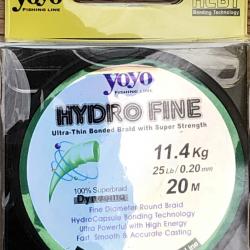 yoyo
FISHING LINE
HLBT
Bonding Technology
yoyo
FISHING LINE
HYDRO FINE
Ultra-Thin Bonded Braid with Super Strength
11.4Kg
25Lb/0.20mm
20M
100% Superbraid
Dyneema
Fine Diameter Round Braid
HydroCapsule Bonding Technology
Ultra Powerful with High Energy
Fast, Smooth & Accurate Casting